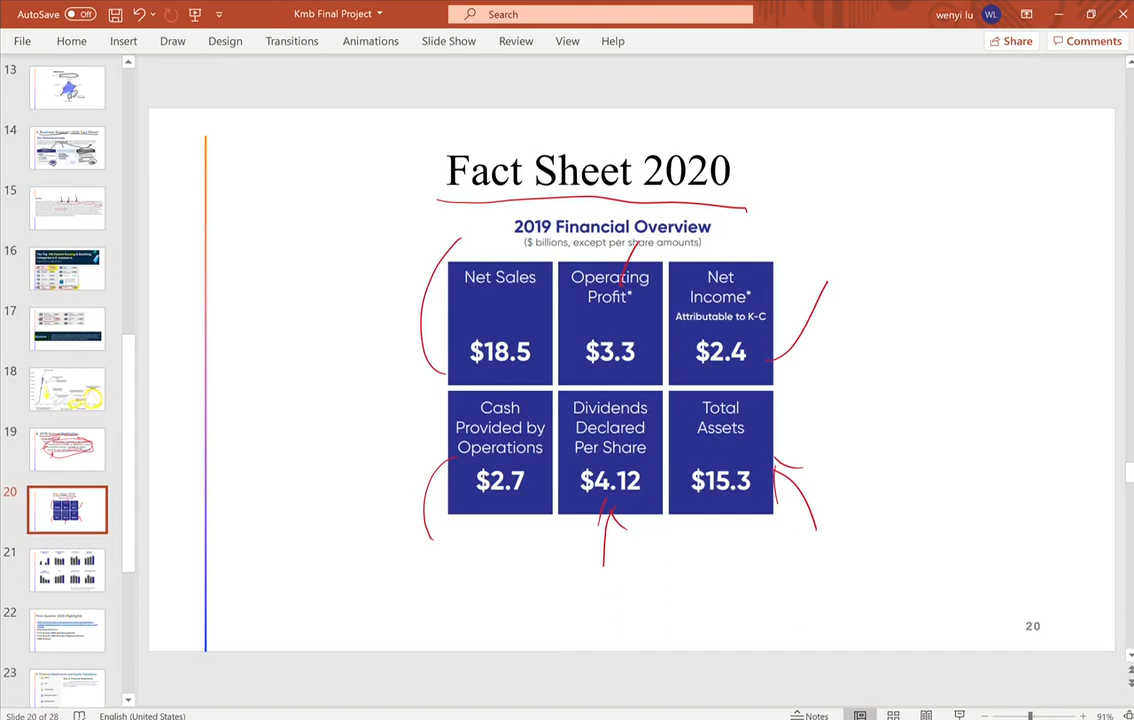 AutoSave Off Kmb Final Project Search wenyi lu WL
File Home Insert Draw Design Transitions Animations Slide Show Review View Help Share Comments
13
14
15
16
17
18
19
20
21
22
23
Fact Sheet 2020
2019 Financial Overview
($ billions, except per share amounts)
Net Sales
$18.5
Operating
Profit*
$3.3
Net
Income*
Attributable to K-C
$2.4
Cash
Provided by
Operations
$2.7
Dividends
Declared
Per Share
$4.12
Total
Assets
$15.3
20
Slide 20 of 28 English (United States) Notes 91%